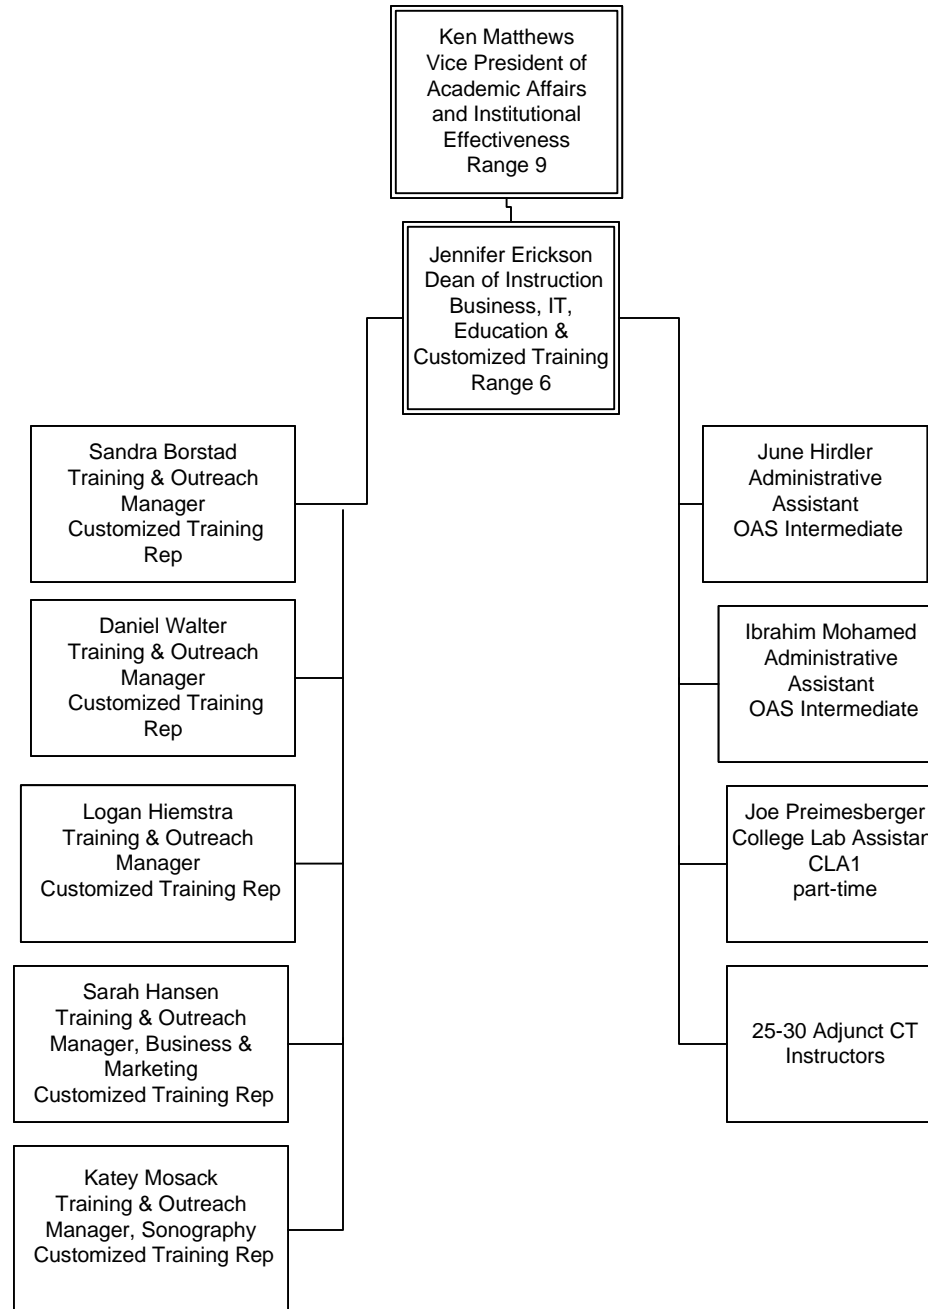 Ken Matthews
Vice President of
Academic Affairs
and Institutional
Effectiveness
Range 9
Jennifer Erickson
Dean of Instruction
Business, IT,
Education &
Customized Training
Range 6
Sandra Borstad
Training & Outreach
Manager
Customized Training
Rep
Daniel Walter
Training & Outreach
Manager
Customized Training
Rep
Logan Hiemstra
Training & Outreach
Manager
Customized Training Rep
Sarah Hansen
Training & Outreach
Manager, Business &
Marketing
Customized Training Rep
Katey Mosack
Training & Outreach
Manager, Sonography
Customized Training Rep
June Hirdler
Administrative
Assistant
OAS Intermediate
Ibrahim Mohamed
Administrative
Assistant
OAS Intermediate
Joe Preimesberger
College Lab Assistan
CLA1
part-time
25-30 Adjunct CT
Instructors